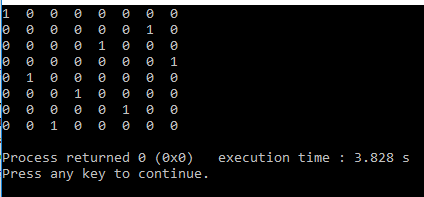 1 0 0 0 0 0 0 0
0 0 0 0 0 0 1 0
0 0 0 0 1 0 0 0
0 0 0 0 0 0 0 1
0 1 0 0 0 0 0 0
0 0 0 1 0 0 0 0
0 0 0 0 0 1 0 0
0 0 1 0 0 0 0 0
Process returned 0 (0x0)   execution time : 3.828 s
Press any key to continue.